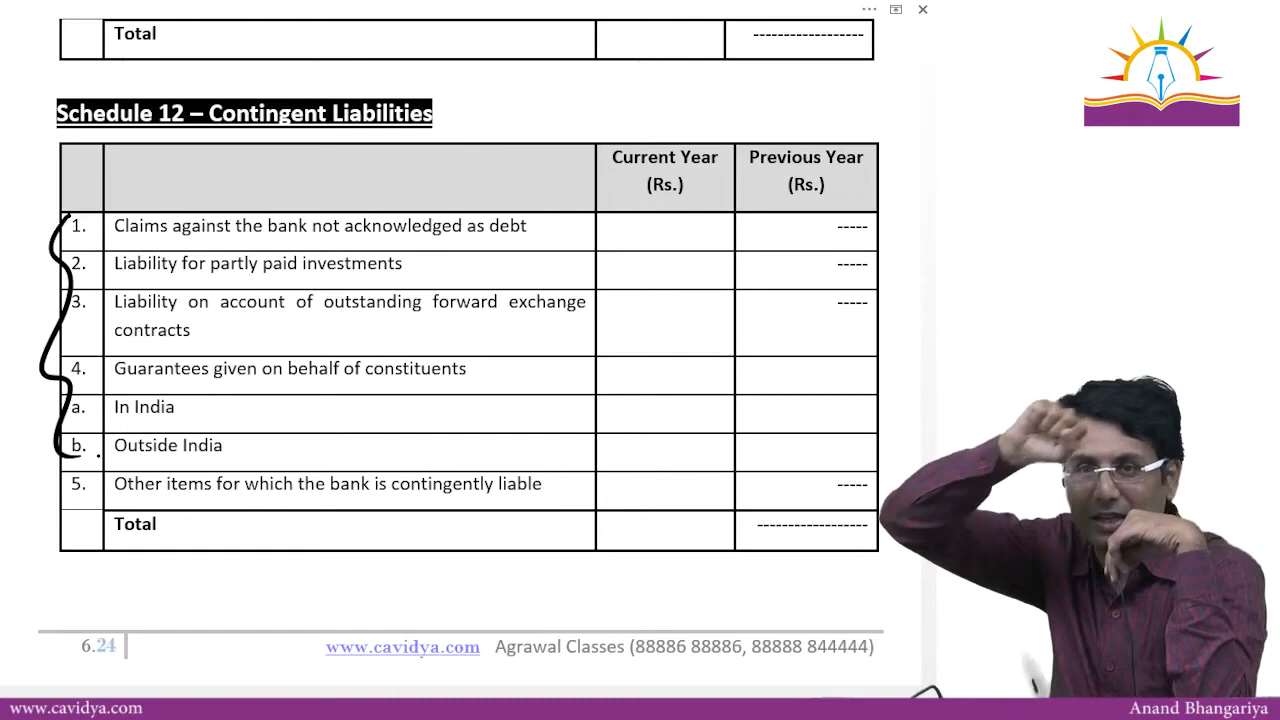 Total ------------------
Schedule 12 – Contingent Liabilities
Current Year Previous Year
(Rs.) (Rs.)
1. Claims against the bank not acknowledged as debt -----
2. Liability for partly paid investments -----
3. Liability on account of outstanding forward exchange -----
contracts
4. Guarantees given on behalf of constituents
a. In India
b. Outside India
5. Other items for which the bank is contingently liable -----
Total ------------------
6.24 www.cavidya.com Agrawal Classes (88886 88886, 88888 844444)
www.cavidya.com Anand Bhangariya